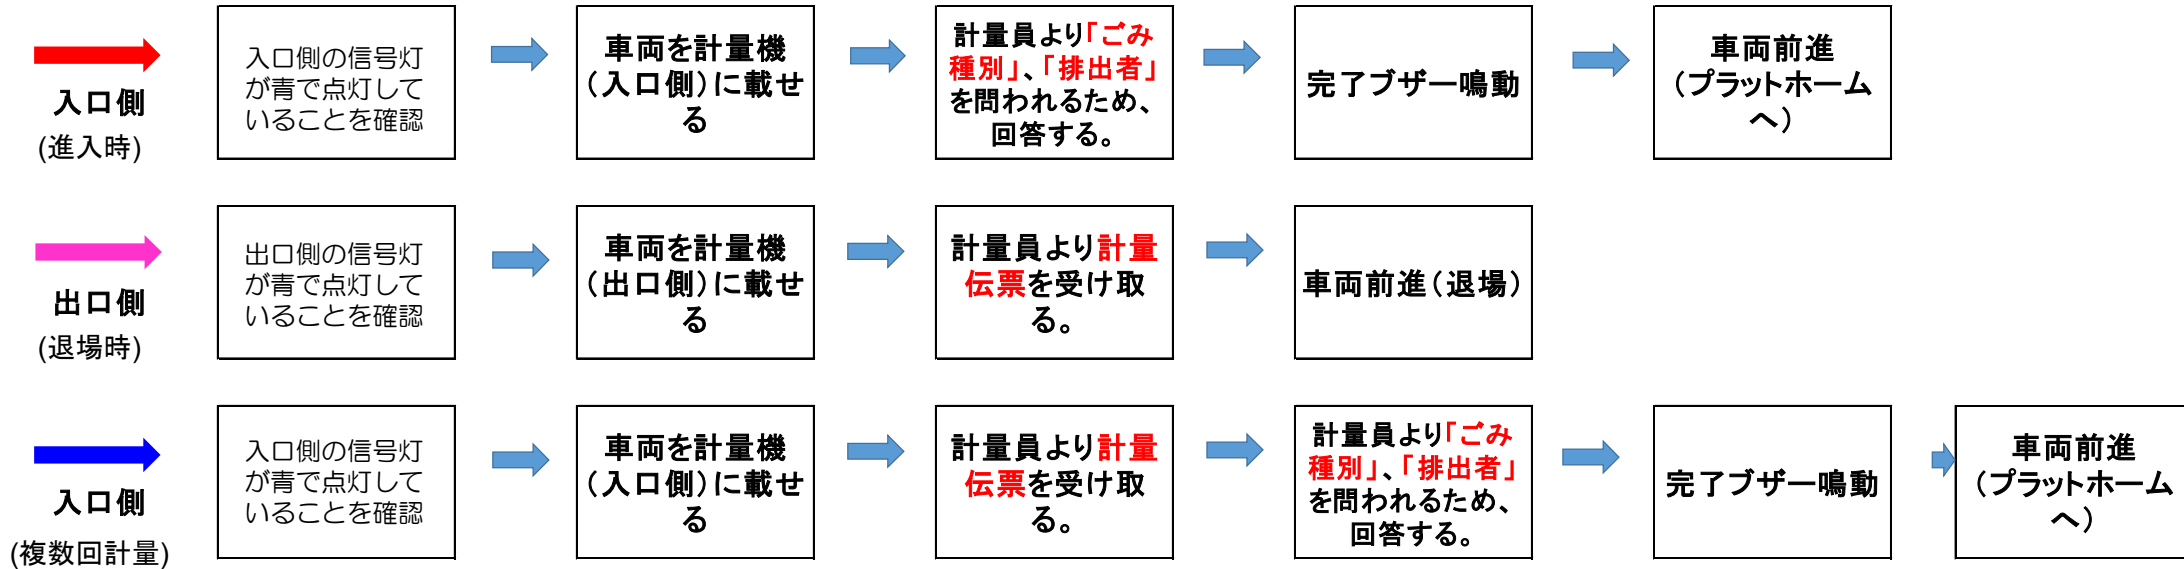 入口側
(進入時)
入口側の信号灯
が青で点灯して
いることを確認
車両を計量機
（入口側）に載せ
る
計量員より「ごみ
種別」、「排出者」
を問われるため、
回答する。
完了ブザー鳴動
車両前進
（プラットホーム
へ）
出口側
(退場時)
出口側の信号灯
が青で点灯して
いることを確認
車両を計量機
（出口側）に載せ
る
計量員より計量
伝票を受け取
る。
車両前進（退場）
入口側
(複数回計量)
入口側の信号灯
が青で点灯して
いることを確認
車両を計量機
（入口側）に載せ
る
計量員より計量
伝票を受け取
る。
計量員より「ごみ
種別」、「排出者」
を問われるため、
回答する。
完了ブザー鳴動
車両前進
（プラットホーム
へ）